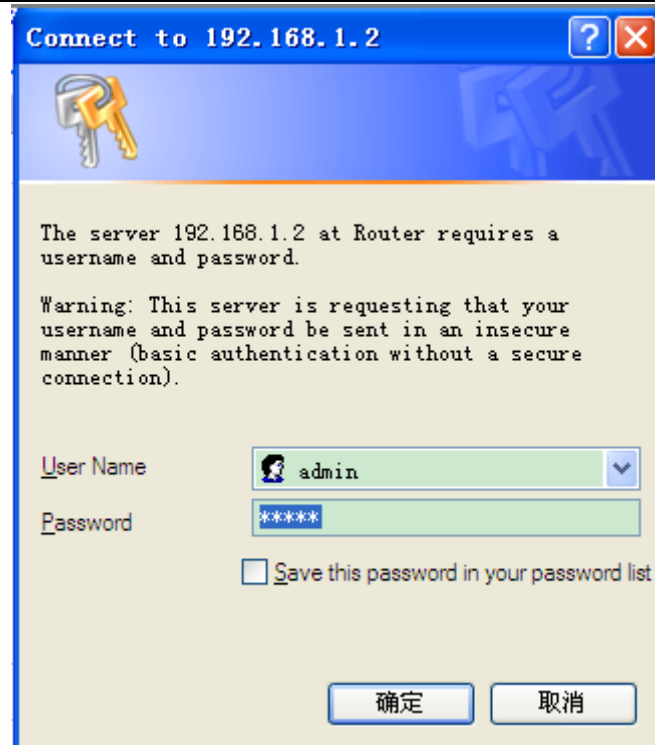 Connect to 192.168.1.2
The server 192.168.1.2 at Router requires a
username and password.
Warning: This server is requesting that your
username and password be sent in an insecure
manner (basic authentication without a secure
connection).
User Name
admin
Password
*****
Save this password in your password list
确定
取消